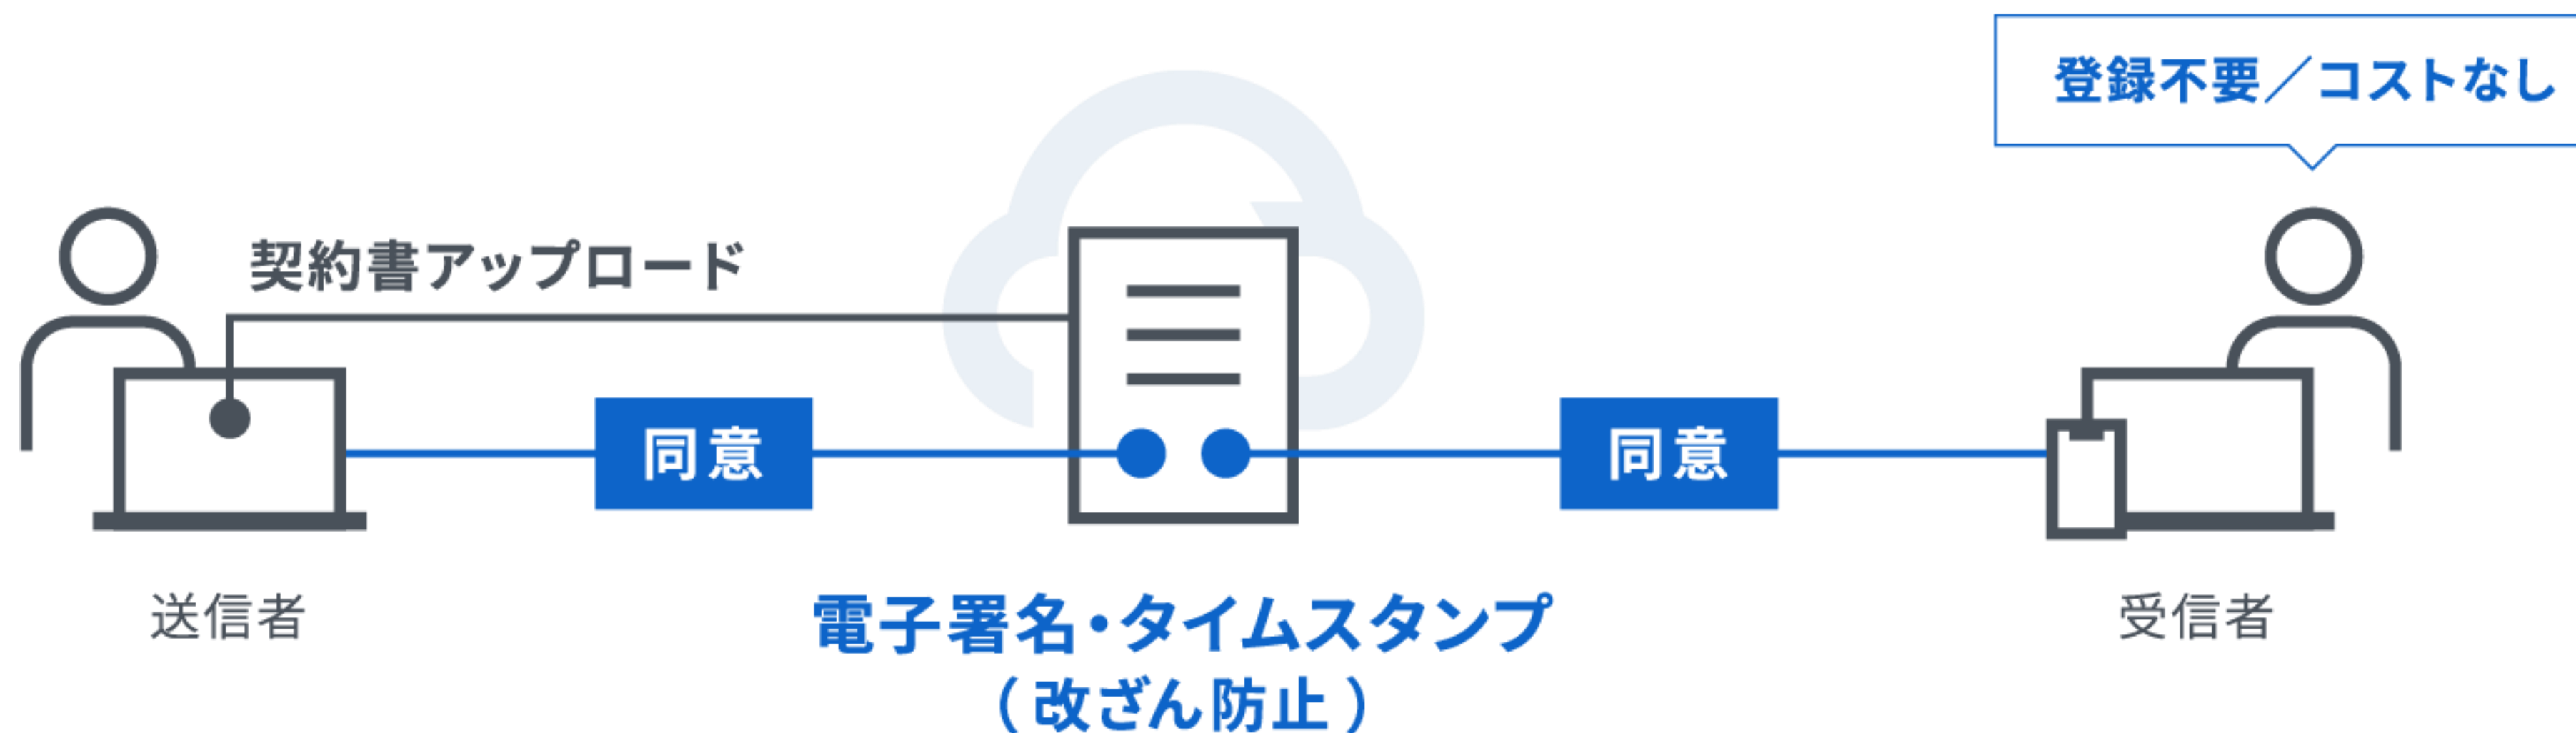 登録不要／コストなし
契約書アップロード
同意
同意
送信者
電子署名・タイムスタンプ
（改ざん防止）
受信者